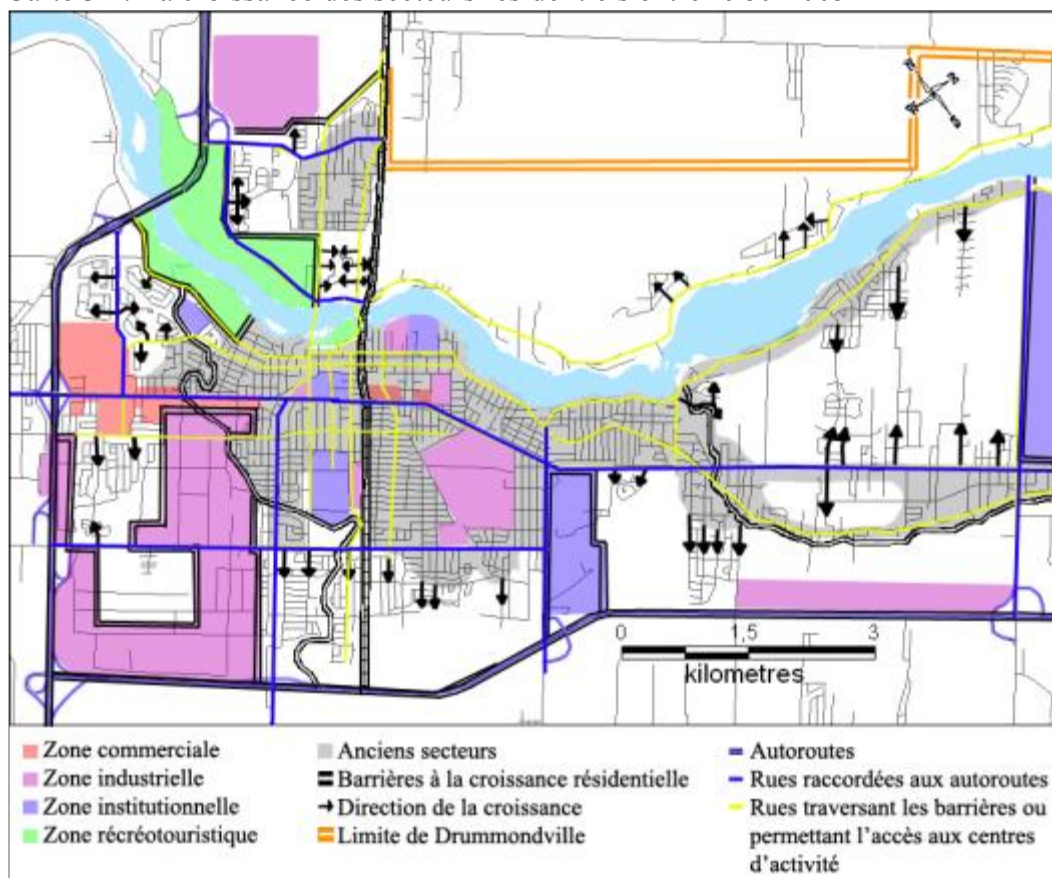 0 1,5 3
kilometres
Zone commerciale
Zone industrielle
Zone institutionnelle
Zone récréotouristique
Anciens secteurs
Barrières à la croissance résidentielle
Direction de la croissance
Limite de Drummondville
Autoroutes
Rues raccordées aux autoroutes
Rues traversant les barrières ou
permettant l’accès aux centres
d’activité